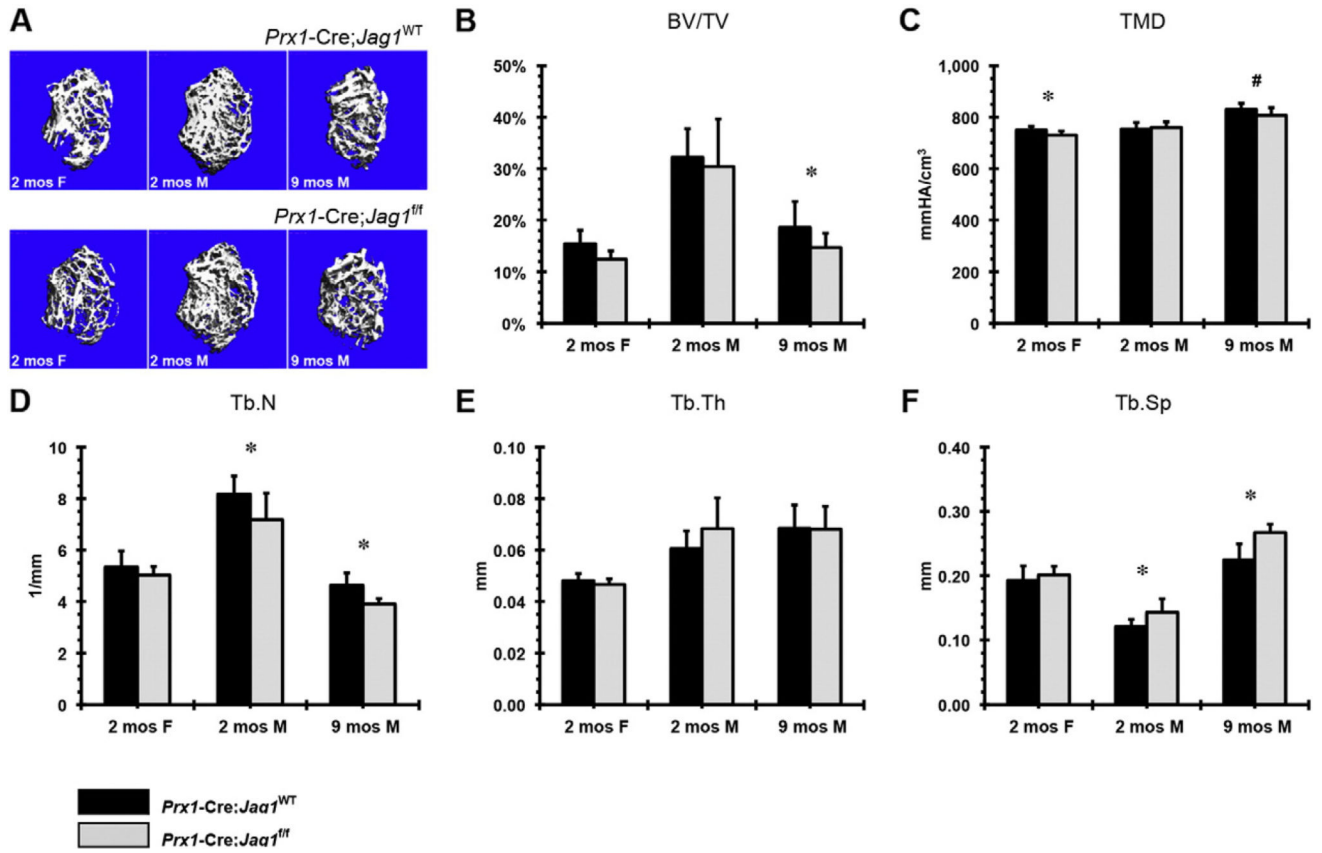 A
Prx1-Cre;Jag1WT
2 mos F
2 mos M
9 mos M
Prx1-Cre;Jag1f/f
2 mos F
2 mos M
9 mos M
B
BV/TV
50%
40%
30%
20%
10%
0%
*
2 mos F
2 mos M
9 mos M
C
TMD
mmHA/cm3
1,000
800
600
400
200
0
*
#
2 mos F
2 mos M
9 mos M
D
Tb.N
1/mm
10
8
6
4
2
0
*
*
2 mos F
2 mos M
9 mos M
E
Tb.Th
mm
0.10
0.08
0.06
0.04
0.02
0.00
2 mos F
2 mos M
9 mos M
F
Tb.Sp
mm
0.40
0.30
0.20
0.10
0.00
*
*
2 mos F
2 mos M
9 mos M
Prx1-Cre;Jag1WT
Prx1-Cre;Jag1f/f